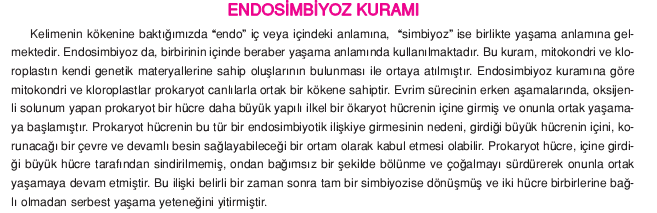 ENDOSİMBİYOZ KURAMI
Kelimenin kökenine baktığımızda “endo” iç veya içindeki anlamına, “simbiyoz” ise birlikte yaşama anlamına gel-
mektedir. Endosimbiyoz da, birbirinin içinde beraber yaşama anlamında kullanılmaktadır. Bu kuram, mitokondri ve klo-
roplastın kendi genetik materyallerine sahip oluşlarının bulunması ile ortaya atılmıştır. Endosimbiyoz kuramına göre
mitokondri ve kloroplastlar prokaryot canlılarla ortak bir kökene sahiptir. Evrim sürecinin erken aşamalarında, oksijen-
li solunum yapan prokaryot bir hücre daha büyük yapılı ilkel bir ökaryot hücrenin içine girmiş ve onunla ortak yaşama-
ya başlamıştır. Prokaryot hücrenin bu tür bir endosimbiyotik ilişkiye girmesinin nedeni, girdiği büyük hücrenin içini, ko-
runacağı bir çevre ve devamlı besin sağlayabileceği bir ortam olarak kabul etmesi olabilir. Prokaryot hücre, içine girdi-
ği büyük hücre tarafından sindirilmemiş, ondan bağımsız bir şekilde bölünme ve çoğalmayı sürdürerek onunla ortak
yaşamaya devam etmiştir. Bu ilişki belirli bir zaman sonra tam bir simbiyozise dönüşmüş ve iki hücre birbirlerine bağ-
lı olmadan serbest yaşama yeteneğini yitirmiştir.